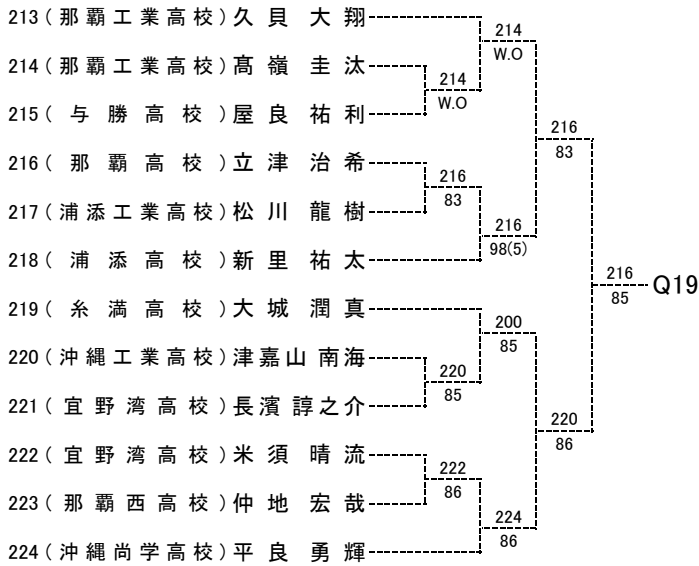 213(那覇工業高校)久貝 大翔
214
W.O
214(那覇工業高校)髙嶺 圭汰
214
W.O
215(与勝高校)屋良 祐利
216
83
216(那覇高校)立津 治希
216
83
217(浦添工業高校)松川 龍樹
216
98(5)
218(浦添高校)新里 祐太
216
85
Q19
219(糸満高校)大城 潤真
200
85
220(沖縄工業高校)津嘉山 南海
220
85
221(宜野湾高校)長濱 諄之介
220
86
222(宜野湾高校)米須 晴流
222
86
223(那覇西高校)仲地 宏哉
224
86
224(沖縄尚学高校)平良 勇輝